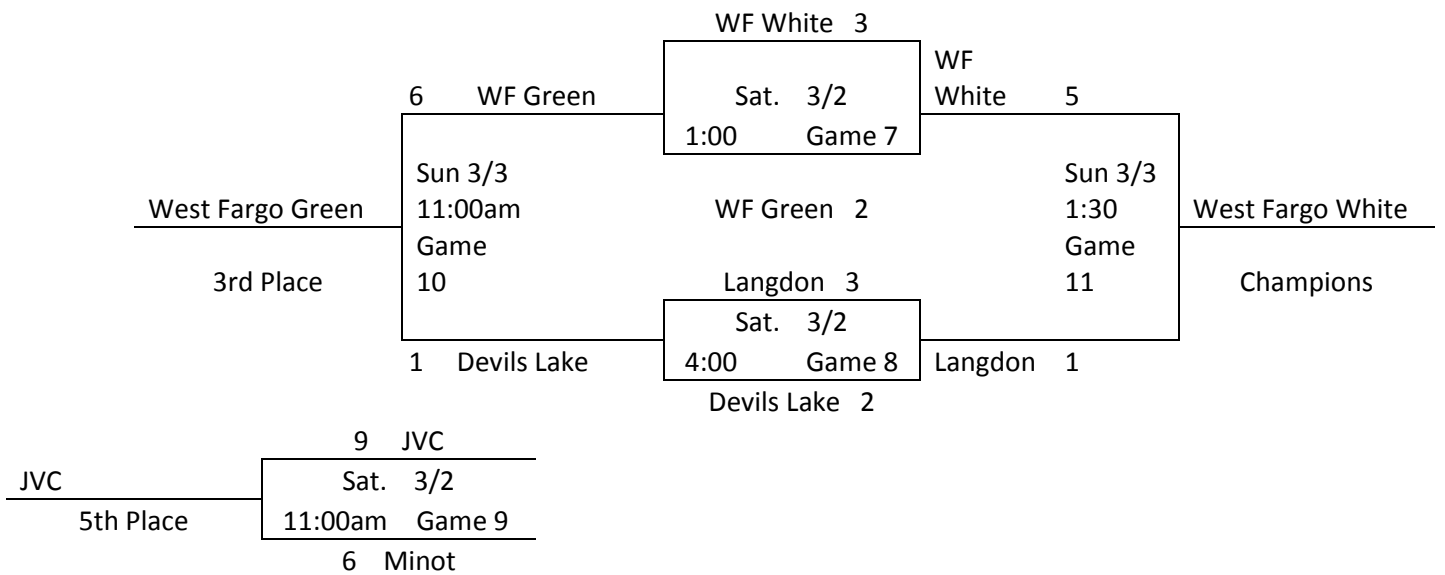 WF White 3
WF
6 WF Green Sat. 3/2 White 5
1:00 Game 7
Sun 3/3 Sun 3/3
West Fargo Green 11:00am WF Green 2 1:30 West Fargo White
Game Game
3rd Place 10 Langdon 3 11 Champions
Sat. 3/2
1 Devils Lake 4:00 Game 8 Langdon 1
Devils Lake 2
9 JVC
JVC Sat. 3/2
5th Place 11:00am Game 9
6 Minot